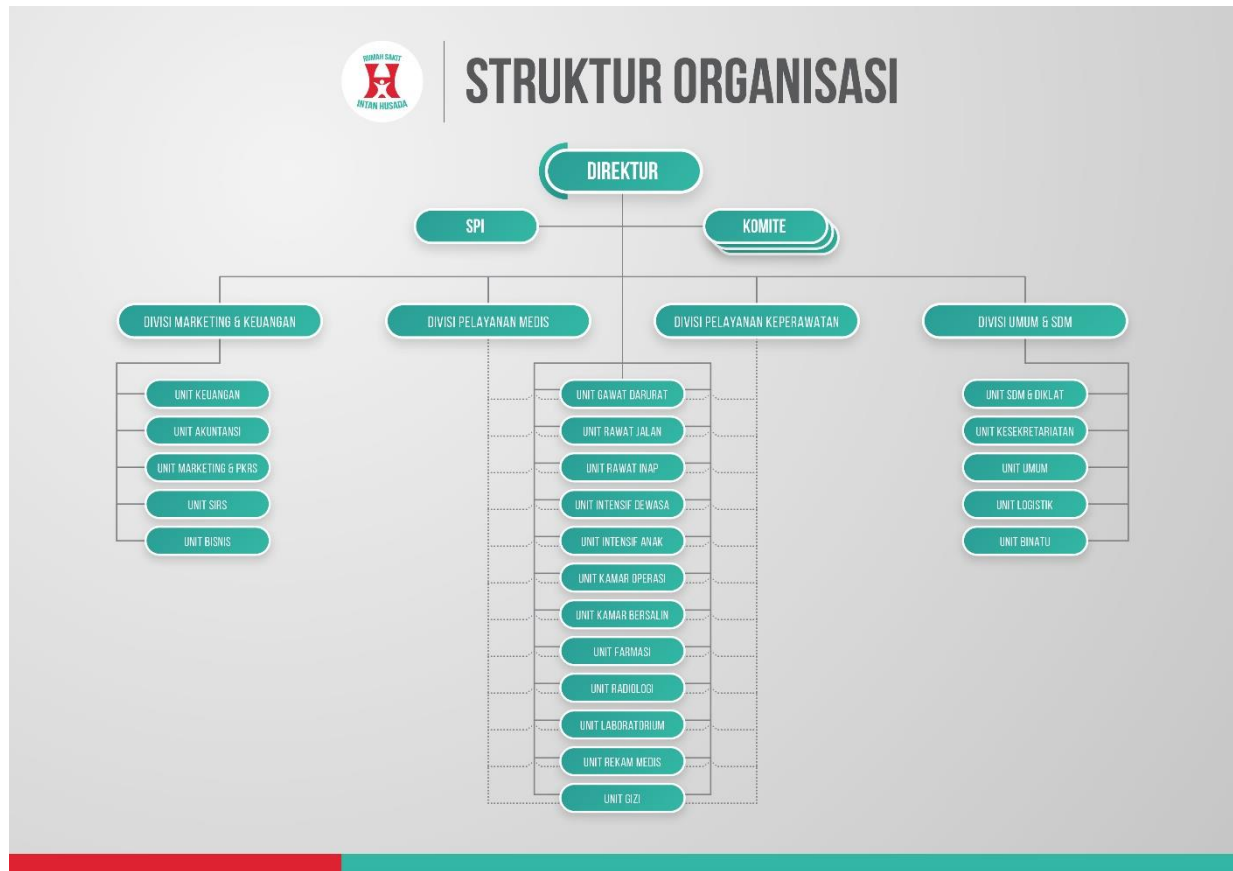 RUMAH SAKIT
INTAN HUSADA
STRUKTUR ORGANISASI
DIREKTUR
SPI
KOMITE
DIVISI MARKETING & KEUANGAN
DIVISI PELAYANAN MEDIS
DIVISI PELAYANAN KEPERAWATAN
DIVISI UMUM & SDM
UNIT KEUANGAN
UNIT AKUNTANSI
UNIT MARKETING & PKRS
UNIT SIRS
UNIT BISNIS
UNIT GAWAT DARURAT
UNIT RAWAT JALAN
UNIT RAWAT INAP
UNIT INTENSIF DEWASA
UNIT INTENSIF ANAK
UNIT KAMAR OPERASI
UNIT KAMAR BERSALIN
UNIT FARMASI
UNIT RADIOLOGI
UNIT LABORATORIUM
UNIT REKAM MEDIS
UNIT GIZI
UNIT SDM & DIKLAT
UNIT KESEKRETARIATAN
UNIT UMUM
UNIT LOGISTIK
UNIT BINATU